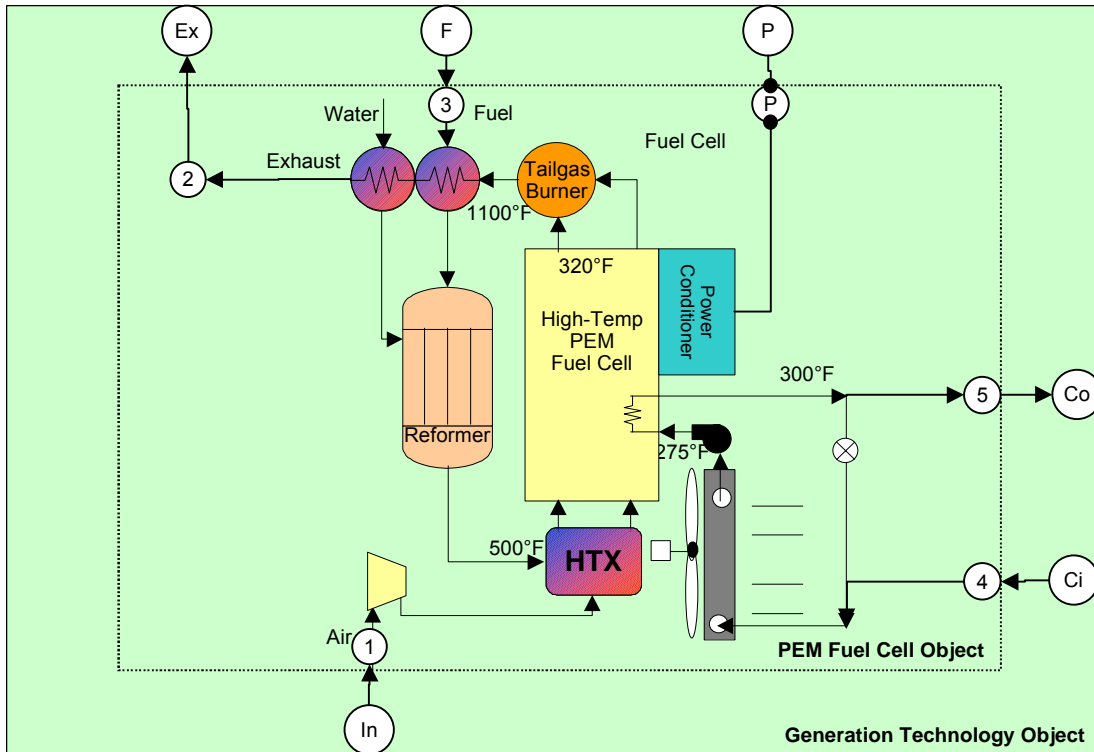 Ex
F
P
3
P
Water
Fuel
Fuel Cell
Exhaust
Tailgas
Burner
2
1100°F
320°F
Power
Conditioner
High-Temp
PEM
Fuel Cell
300°F
5
Co
Reformer
275°F
500°F
HTX
4
Ci
Air
1
PEM Fuel Cell Object
In
Generation Technology Object